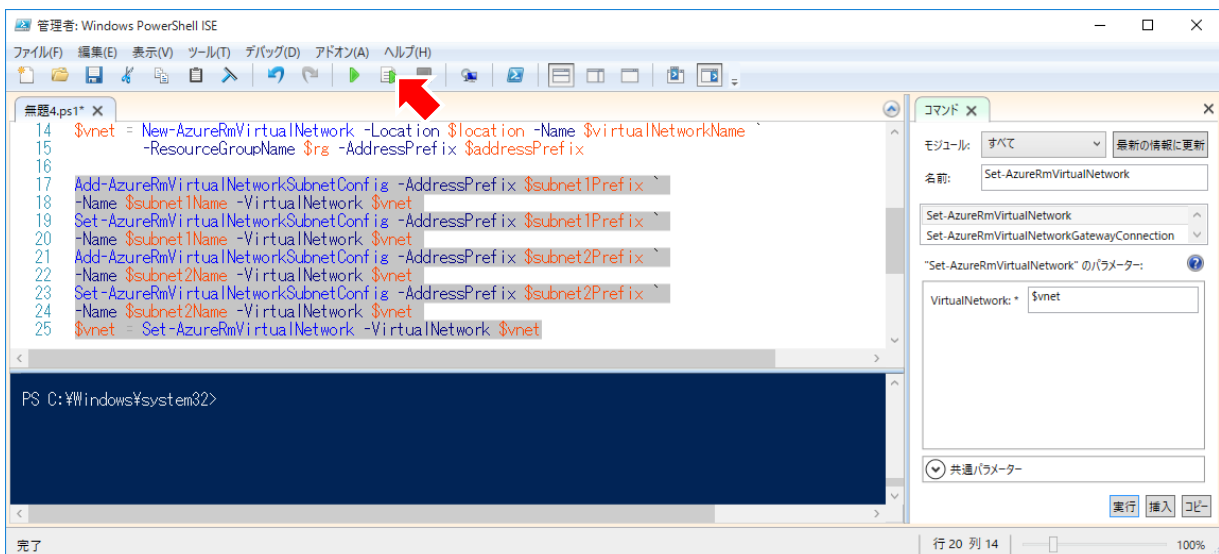 管理者: Windows PowerShell ISE
ファイル(F) 編集(E) 表示(V) ツール(T) デバッグ(D) アドオン(A) ヘルプ(H)
無題4.ps1* X
14 $vnet = New-AzureRmVirtualNetwork -Location $location -Name $virtualNetworkName `
15 -ResourceGroupName $rg -AddressPrefix $addressPrefix
16
17 Add-AzureRmVirtualNetworkSubnetConfig -AddressPrefix $subnet1Prefix `
18 -Name $subnet1Name -VirtualNetwork $vnet
19 Set-AzureRmVirtualNetworkSubnetConfig -AddressPrefix $subnet1Prefix `
20 -Name $subnet1Name -VirtualNetwork $vnet
21 Add-AzureRmVirtualNetworkSubnetConfig -AddressPrefix $subnet2Prefix `
22 -Name $subnet2Name -VirtualNetwork $vnet
23 Set-AzureRmVirtualNetworkSubnetConfig -AddressPrefix $subnet2Prefix `
24 -Name $subnet2Name -VirtualNetwork $vnet
25 $vnet = Set-AzureRmVirtualNetwork -VirtualNetwork $vnet
PS C:¥Windows¥system32>
コマンド X
モジュール: すべて 最新の情報に更新
名前: Set-AzureRmVirtualNetwork
Set-AzureRmVirtualNetwork
Set-AzureRmVirtualNetworkGatewayConnection
"Set-AzureRmVirtualNetwork" のパラメーター:
VirtualNetwork: * $vnet
共通パラメーター
実行 挿入 コピー
完了 行 20 列 14 100%